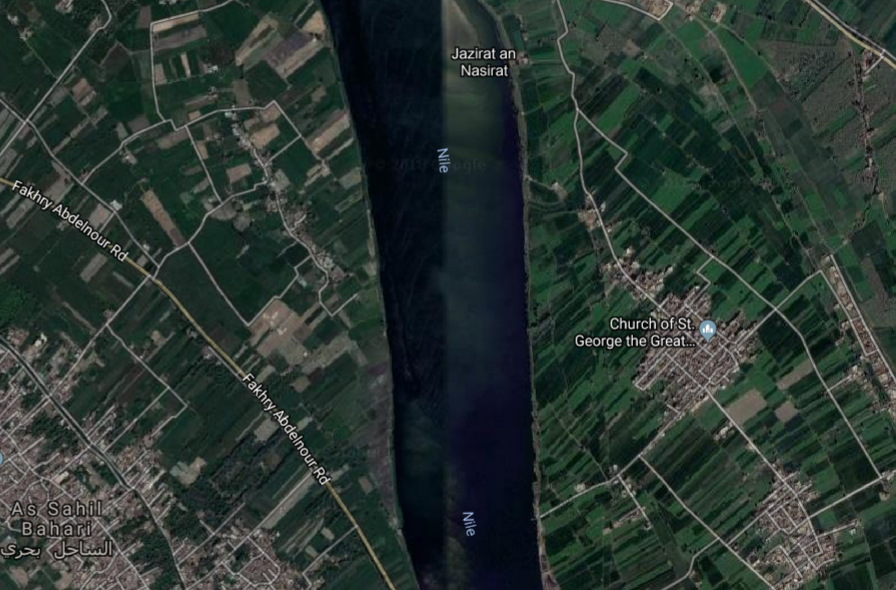 Jazirat an
Nasirat
Nile
Fakhry Abdelnour Rd
Church of St.
George the Great...
Fakhry Abdelnour Rd
As Sahil
Bahari
الساحل بحري
Nile